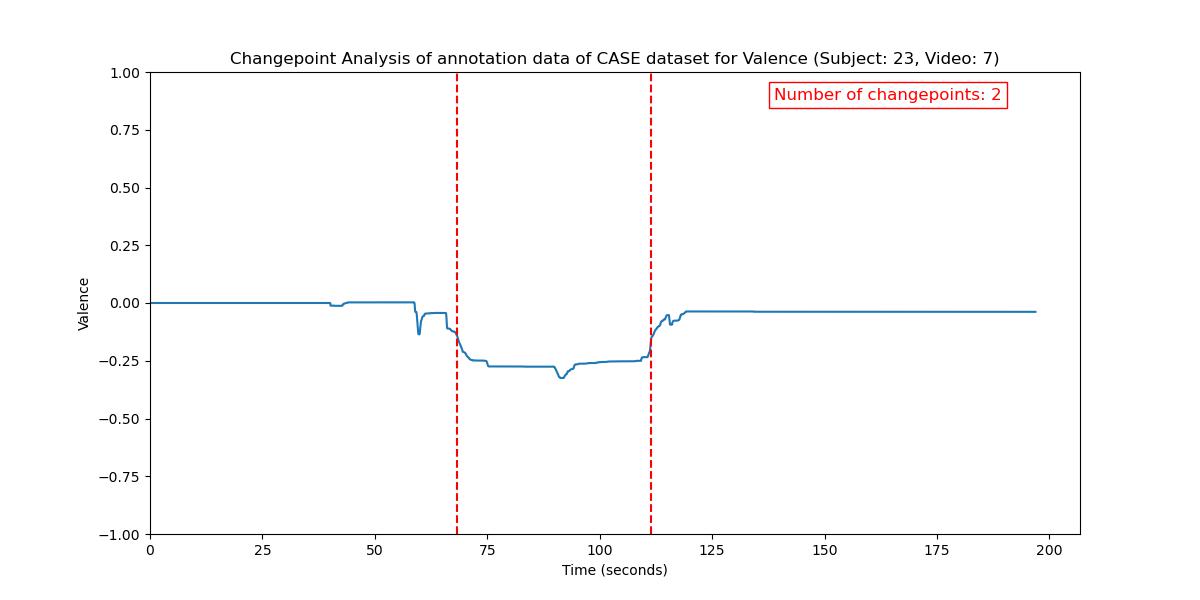 Changepoint Analysis of annotation data of CASE dataset for Valence (Subject: 23, Video: 7)
Number of changepoints: 2
1.00
0.75
0.50
0.25
0.00
−0.25
−0.50
−0.75
−1.00
Valence
0 25 50 75 100 125 150 175 200
Time (seconds)